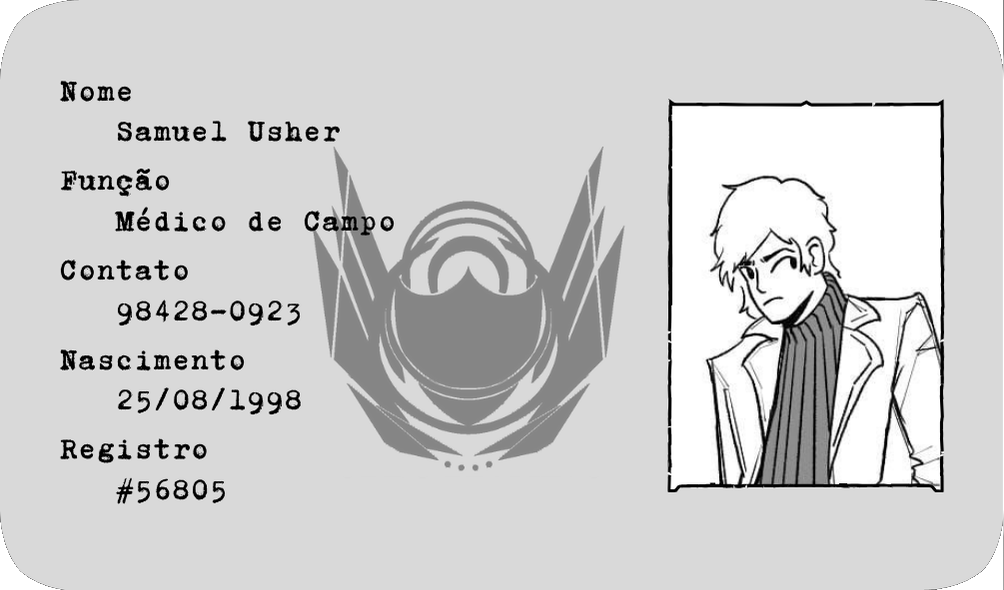 Nome
Samuel Usher
Função
Médico de Campo
Contato
98428-0923
Nascimento
25/08/1998
Registro
#56805